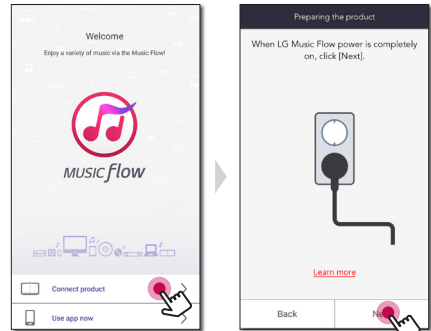 Welcome
Enjoy a variety of music via the Music Flow!
MUSIC flow
Connect product
Use app now
Preparing the product
When LG Music Flow power is completely
on, click [Next].
Learn more
Back